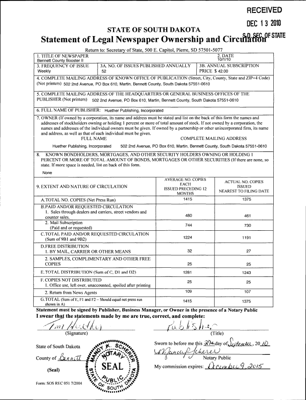 RECEIVED
DEC 13 2010
S.D. SEC. OF STATE
STATE OF SOUTH DAKOTA
Statement of Legal Newspaper Ownership and Circulation
Return to: Secretary of State, 500 E. Capitol, Pierre, SD 57501-5077
1. TITLE OF NEWSPAPER
Bennett County Booster II
2. DATE
10/1/10
3. FREQUENCY OF ISSUE
Weekly
3A. NO. OF ISSUES PUBLISHED ANNUALLY
52
3B. ANNUAL SUBSCRIPTION
PRICE $ 42.00
4. COMPLETE MAILING ADDRESS OF KNOWN OFFICE OF PUBLICATION (Street, City, County, State and ZIP+4 Code)
(Not printers) 502 2nd Avenue, PO Box 610, Martin, Bennett County, South Dakota 57551-0610
5. COMPLETE MAILING ADDRESS OF THE HEADQUARTERS OR GENERAL BUSINESS OFFICES OF THE
PUBLISHER (Not printer) 502 2nd Avenue, PO Box 610, Martin, Bennett County, South Dakota 57551-0610
6. FULL NAME OF PUBLISHER: Huether Publishing, Incorporated
7. OWNER (If owned by a corporation, its name and address must be stated and list on the back of this form the names and
addresses of stockholders owning or holding 1 percent or more of total amount of stock. If not owned by a corporation, the
names and addresses of the individual owners must be given. If owned by a partnership or other unincorporated firm, its name
and address, as well as that of each individual must be given.
FULL NAME COMPLETE MAILING ADDRESS
Huether Publishing, Incorporated 502 2nd Avenue, PO Box 610, Martin, Bennett County, South Dakota 57551-0610
8. KNOWN BONDHOLDERS, MORTGAGES, AND OTHER SECURITY HOLDERS OWNING OR HOLDING 1
PERCENT OR MORE OF TOTAL AMOUNT OF BONDS, MORTGAGES OR OTHER SECURITIES (If there are none, so
state. If more space is needed, list on back of this form.
None
9. EXTENT AND NATURE OF CIRCULATION
AVERAGE NO. COPIES
EACH
ISSUED PRECEDING 12
MONTHS
ACTUAL NO. COPIES
ISSUED
NEAREST TO FILING DATE
A. TOTAL NO. COPIES (Net Press Run) 1415 1375
B. PAID AND/OR REQUESTED CIRCULATION
1. Sales through dealers and carriers, street vendors and
counter sales 480 461
2. Mail Subscription
(Paid and/or requested) 744 730
C. TOTAL PAID AND/OR REQUESTED CIRCULATION
(Sum of 9B1 and 9B2) 1224 1191
D. FREE DISTRIBUTION
1. BY MAIL, CARRIER OR OTHER MEANS 32 27
2. SAMPLES, COMPLIMENTARY AND OTHER FREE
COPIES 25 25
E. TOTAL DISTRIBUTION (Sum of C, D1 and D2) 1281 1243
F. COPIES NOT DISTRIBUTED
1. Office use, left over, unaccounted, spoiled after printing 25 25
2. Return from News Agents 109 107
G. TOTAL (Sum of E, F1 and F2 - Should equal net press run
shown in A) 1415 1375
Statement must be signed by Publisher, Business Manager, or Owner in the presence of a Notary Public
I swear that the statements made by me are true, correct, and complete:
Publisher
(Signature) (Title)
State of South Dakota
County of Bennett
(Seal)
NOTARY
SEAL
PUBLIC
SOUTH DAKOTA
Sworn to before me this day of September, 2010
Notary Public
My commission expires December 9, 2015
Form: SOS REC 051 7/2004